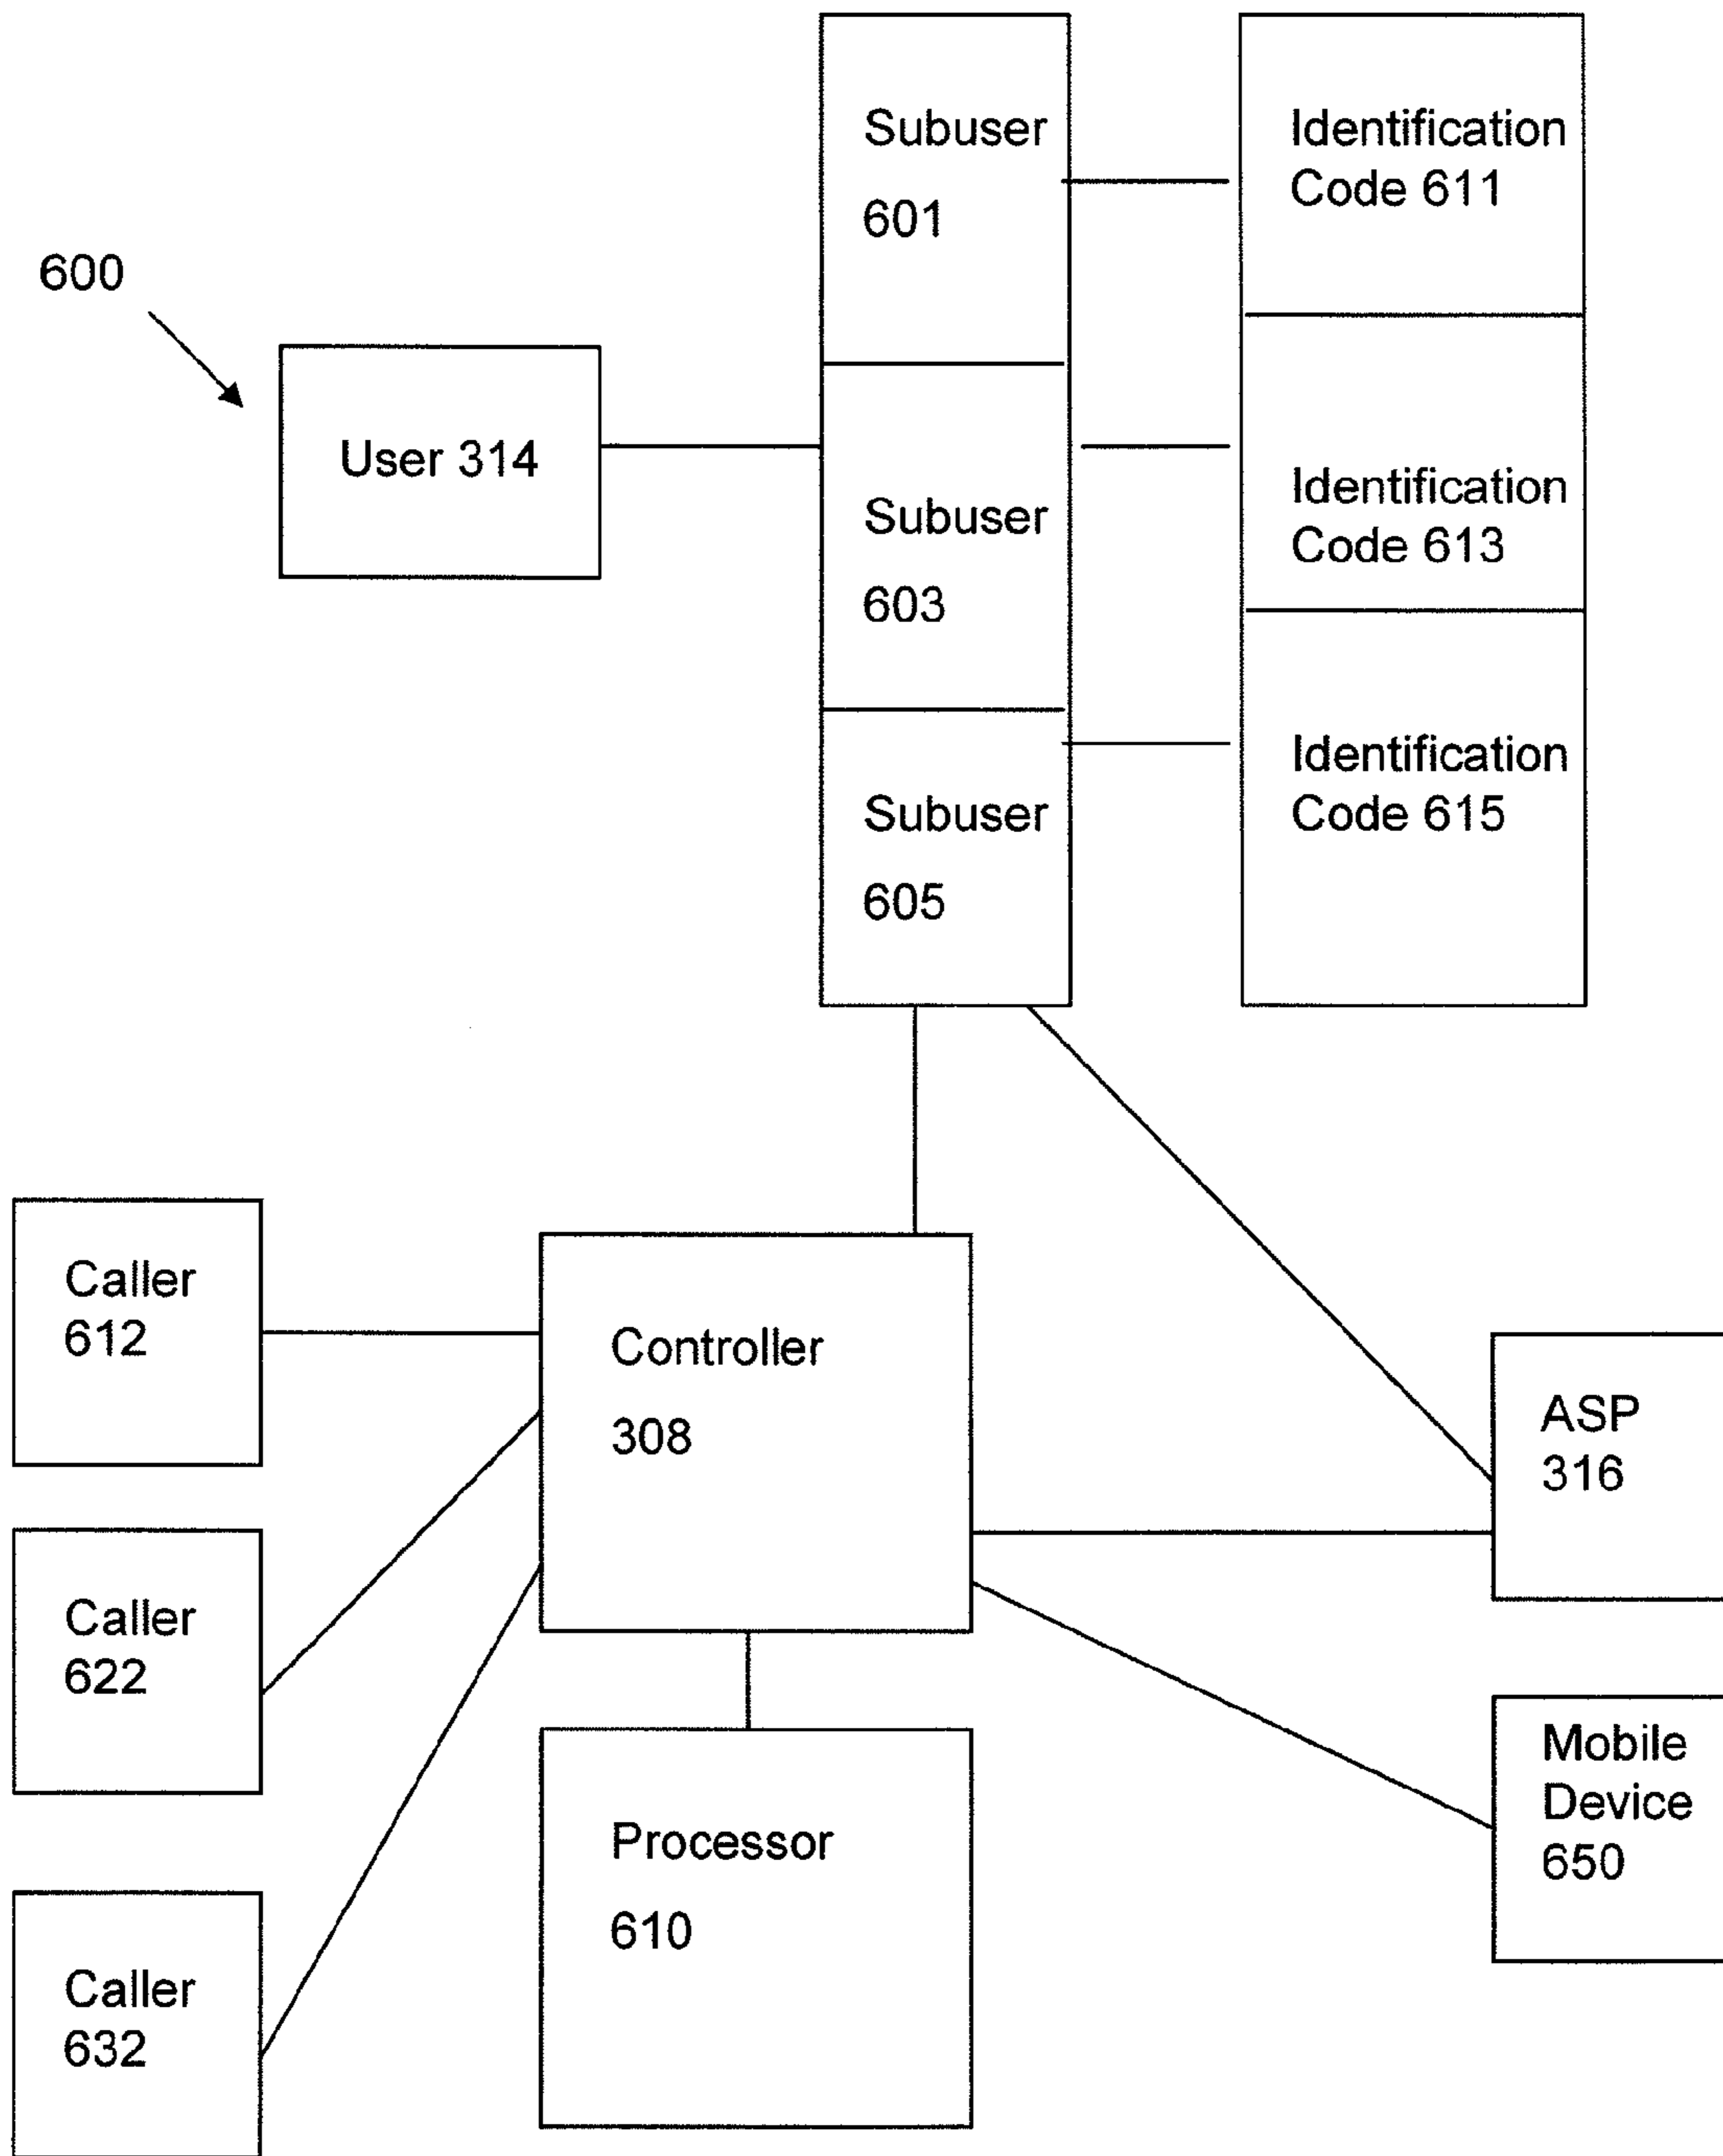 Subuser
601
Identification
Code 611
600
User 314
Subuser
603
Identification
Code 613
Subuser
605
Identification
Code 615
Caller
612
Controller
308
ASP
316
Caller
622
Mobile
Device
650
Processor
610
Caller
632